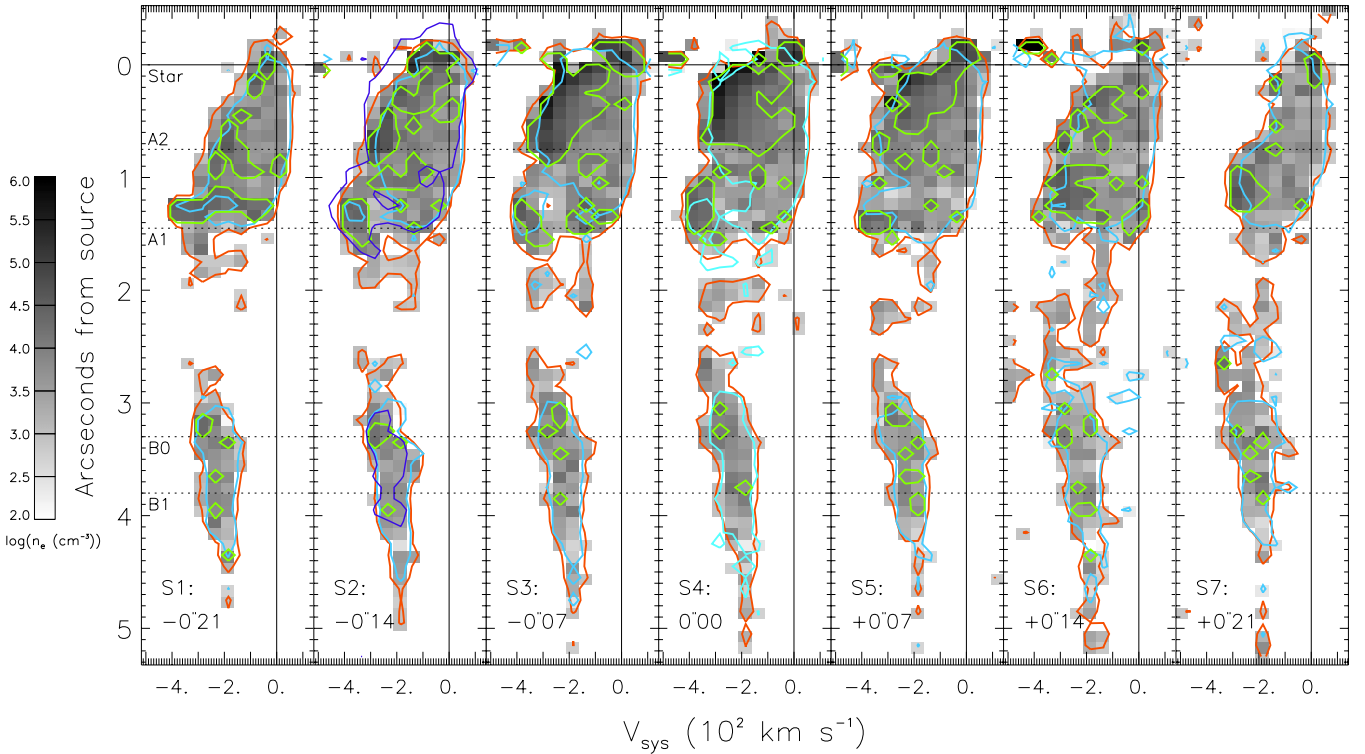 0
1
2
3
4
5
Star
A2
A1
B0
B1
Arcseconds from source
6.0
5.5
5.0
4.5
4.0
3.5
3.0
2.5
2.0
log(nₑ (cm⁻³))
S1:
−0"21
S2:
−0"14
S3:
−0"07
S4:
0"00
S5:
+0"07
S6:
+0"14
S7:
+0"21
−4. −2. 0. −4. −2. 0. −4. −2. 0. −4. −2. 0. −4. −2. 0. −4. −2. 0. −4. −2. 0.
V_sys (10² km s⁻¹)